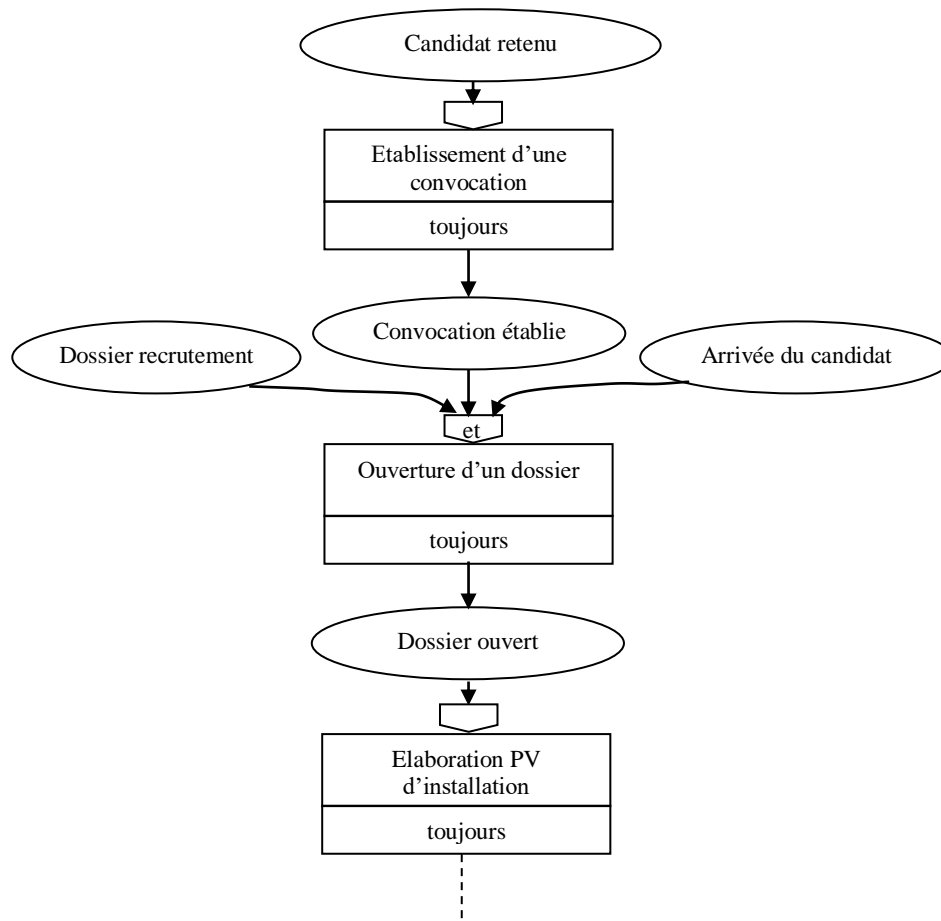 Candidat retenu
Etablissement d’une
convocation
toujours
Convocation établie
Dossier recrutement
Arrivée du candidat
et
Ouverture d’un dossier
toujours
Dossier ouvert
Elaboration PV
d’installation
toujours